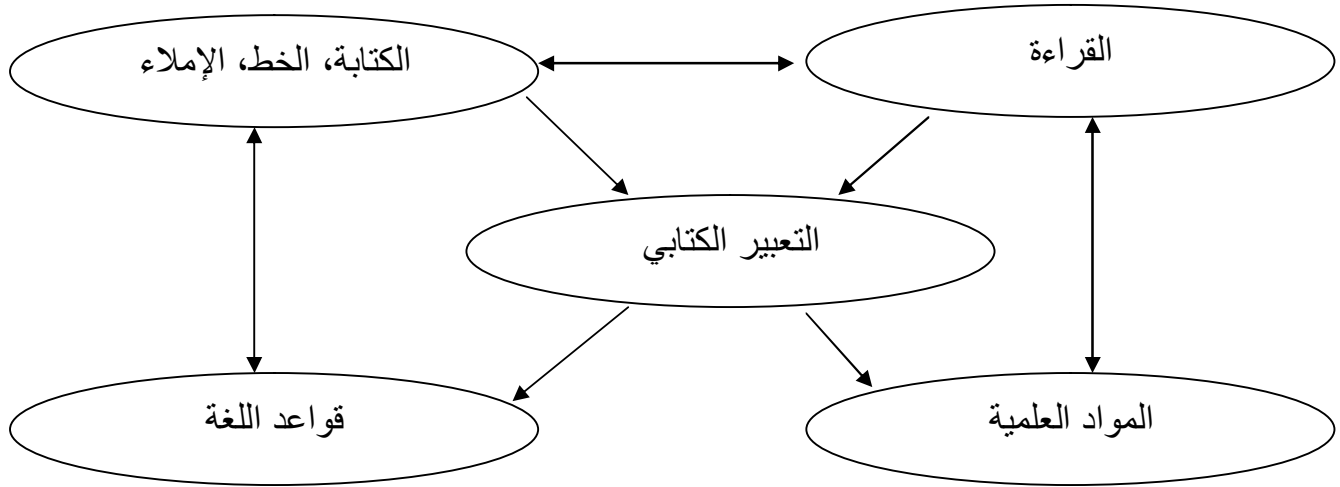 القراءة
الكتابة، الخط، الإملاء
التعبير الكتابي
المواد العلمية
قواعد اللغة